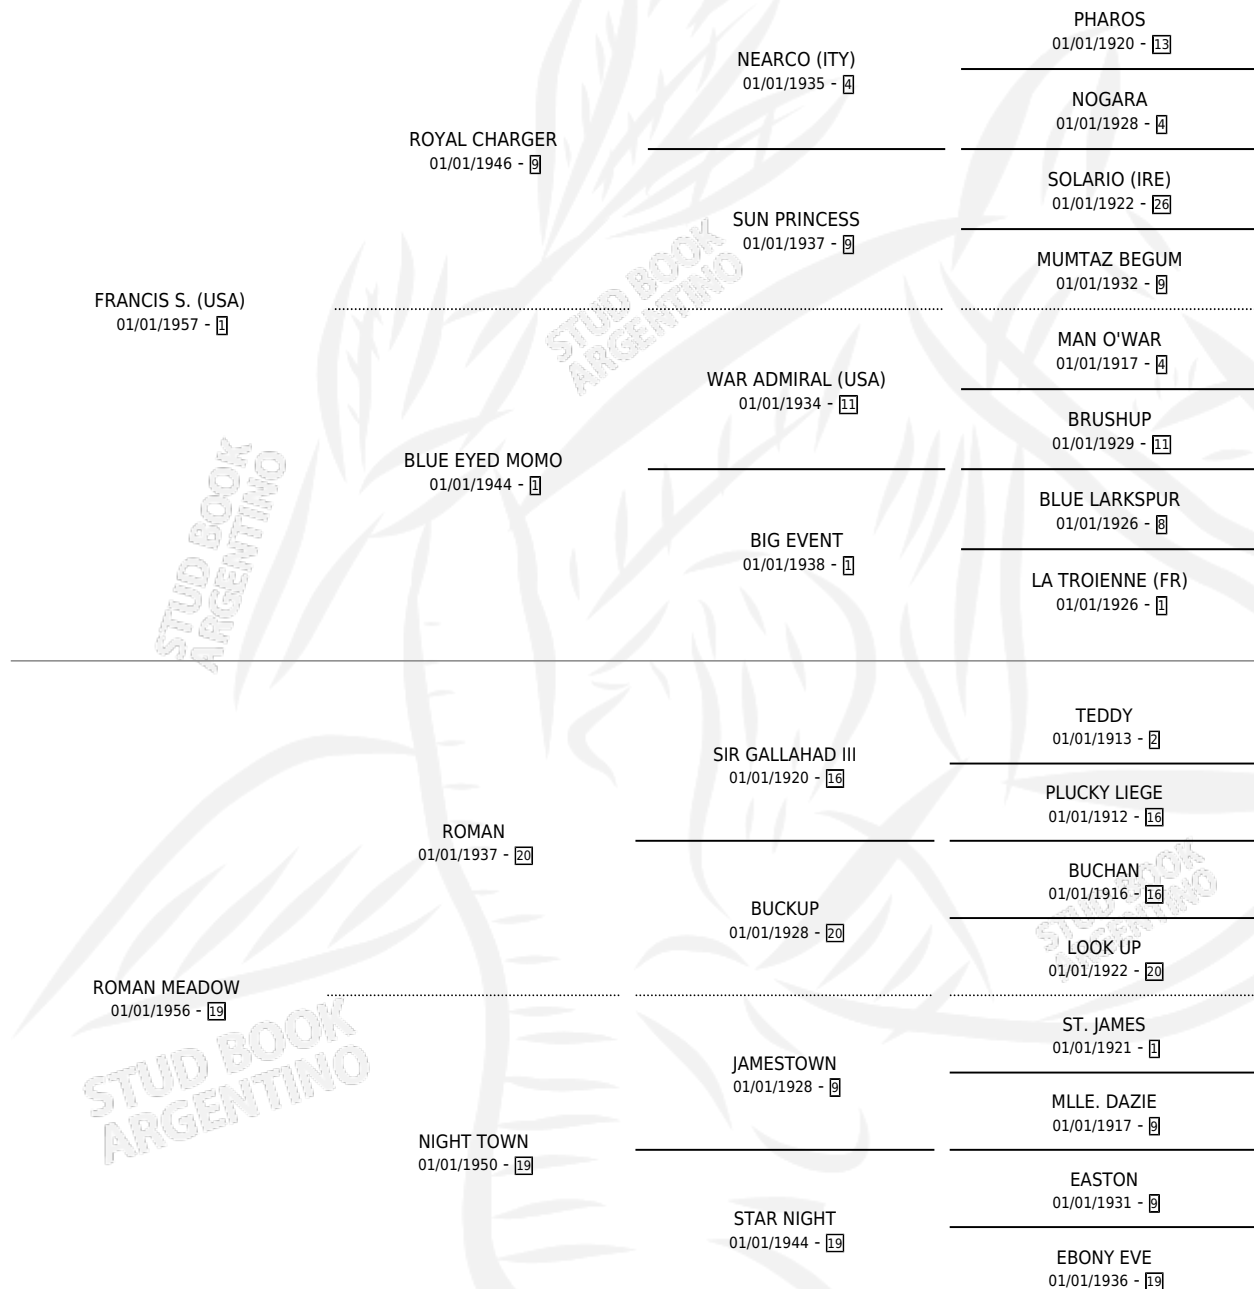 PHAROS
01/01/1920 - 13
NEARCO (ITY)
01/01/1935 - 4
NOGARA
01/01/1928 - 4
ROYAL CHARGER
01/01/1946 - 9
SOLARIO (IRE)
01/01/1922 - 26
SUN PRINCESS
01/01/1937 - 9
MUMTAZ BEGUM
01/01/1932 - 9
FRANCIS S. (USA)
01/01/1957 - 1
STUD BOOK
ARGENTINO
MAN O'WAR
01/01/1917 - 4
WAR ADMIRAL (USA)
01/01/1934 - 11
BRUSHUP
01/01/1929 - 11
BLUE EYED MOMO
01/01/1944 - 1
BLUE LARKSPUR
01/01/1926 - 8
BIG EVENT
01/01/1938 - 1
LA TROIENNE (FR)
01/01/1926 - 1
STUD BOOK
ARGENTINO
TEDDY
01/01/1913 - 2
SIR GALLAHAD III
01/01/1920 - 16
PLUCKY LIEGE
01/01/1912 - 16
ROMAN
01/01/1937 - 20
BUCHAN
01/01/1916 - 16
BUCKUP
01/01/1928 - 20
STUD BOOK
ARGENTINO
LOOK UP
01/01/1922 - 20
ROMAN MEADOW
01/01/1956 - 19
STUD BOOK
ARGENTINO
ST. JAMES
01/01/1921 - 1
JAMESTOWN
01/01/1928 - 9
MLLE. DAZIE
01/01/1917 - 9
NIGHT TOWN
01/01/1950 - 19
EASTON
01/01/1931 - 9
STAR NIGHT
01/01/1944 - 19
EBONY EVE
01/01/1936 - 19